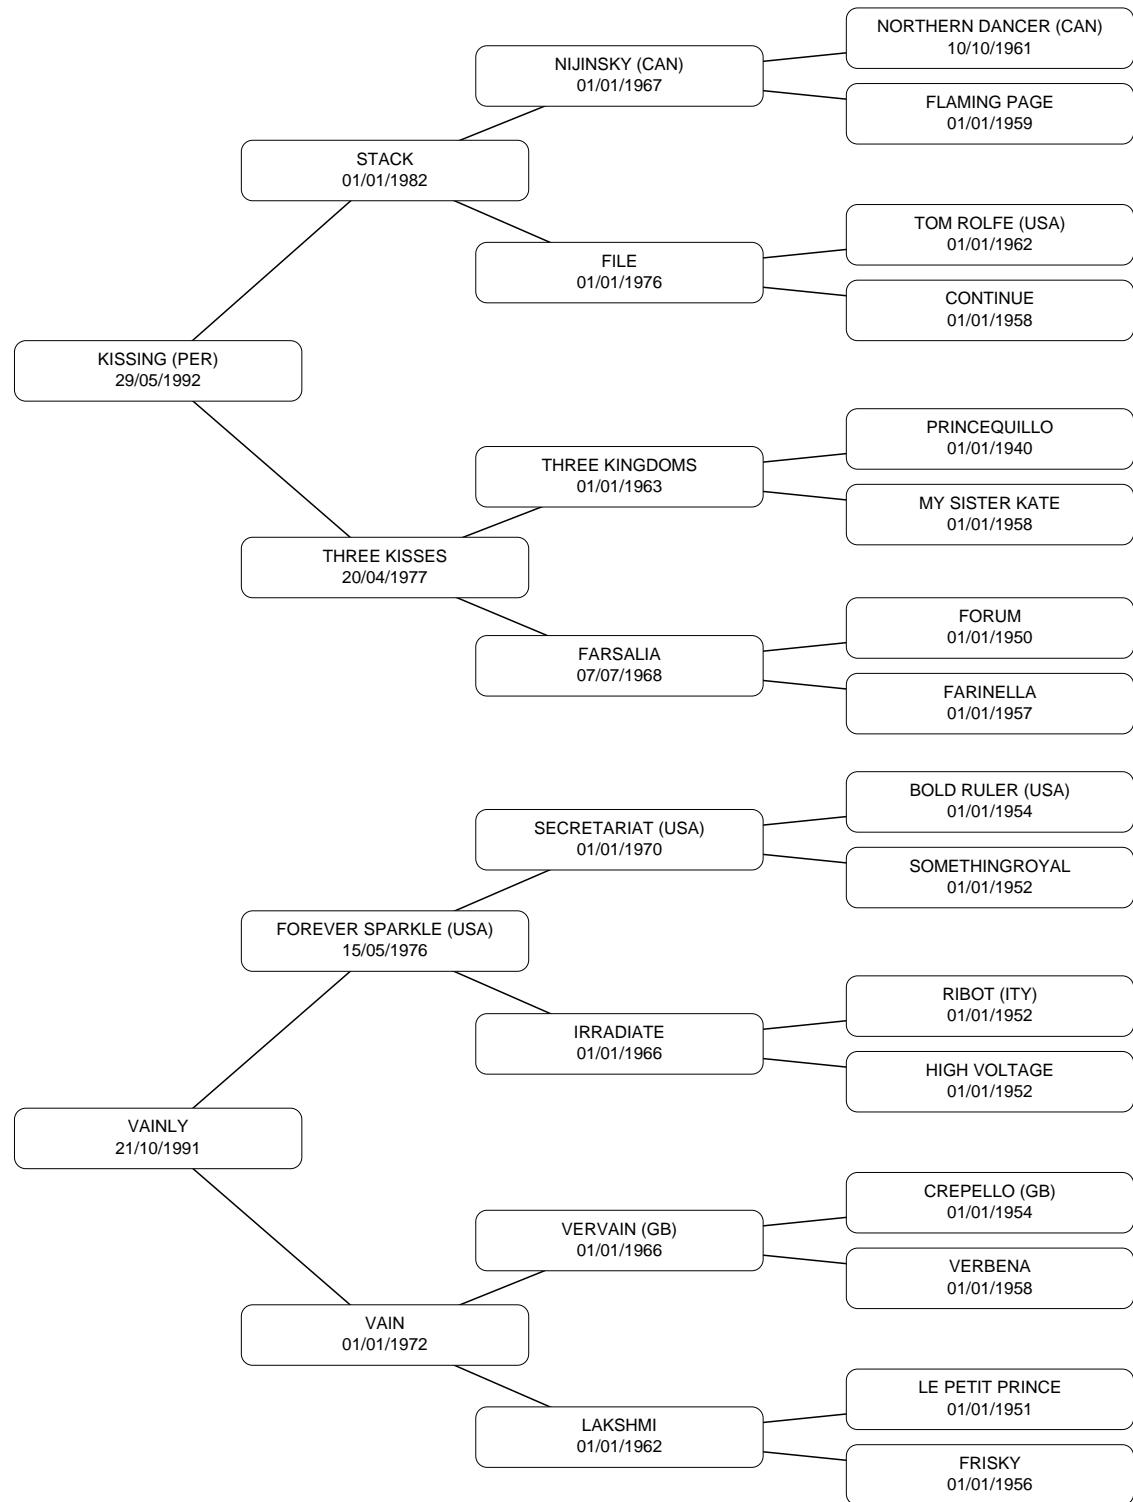 NORTHERN DANCER (CAN)
10/10/1961
NIJINSKY (CAN)
01/01/1967
FLAMING PAGE
01/01/1959
STACK
01/01/1982
TOM ROLFE (USA)
01/01/1962
FILE
01/01/1976
CONTINUE
01/01/1958
KISSING (PER)
29/05/1992
PRINCEQUILLO
01/01/1940
THREE KINGDOMS
01/01/1963
MY SISTER KATE
01/01/1958
THREE KISSES
20/04/1977
FORUM
01/01/1950
FARSALIA
07/07/1968
FARINELLA
01/01/1957
BOLD RULER (USA)
01/01/1954
SECRETARIAT (USA)
01/01/1970
SOMETHINGROYAL
01/01/1952
FOREVER SPARKLE (USA)
15/05/1976
RIBOT (ITY)
01/01/1952
IRRADIATE
01/01/1966
HIGH VOLTAGE
01/01/1952
VAINLY
21/10/1991
CREPELLO (GB)
01/01/1954
VERVAIN (GB)
01/01/1966
VERBENA
01/01/1958
VAIN
01/01/1972
LE PETIT PRINCE
01/01/1951
LAKSHMI
01/01/1962
FRISKY
01/01/1956